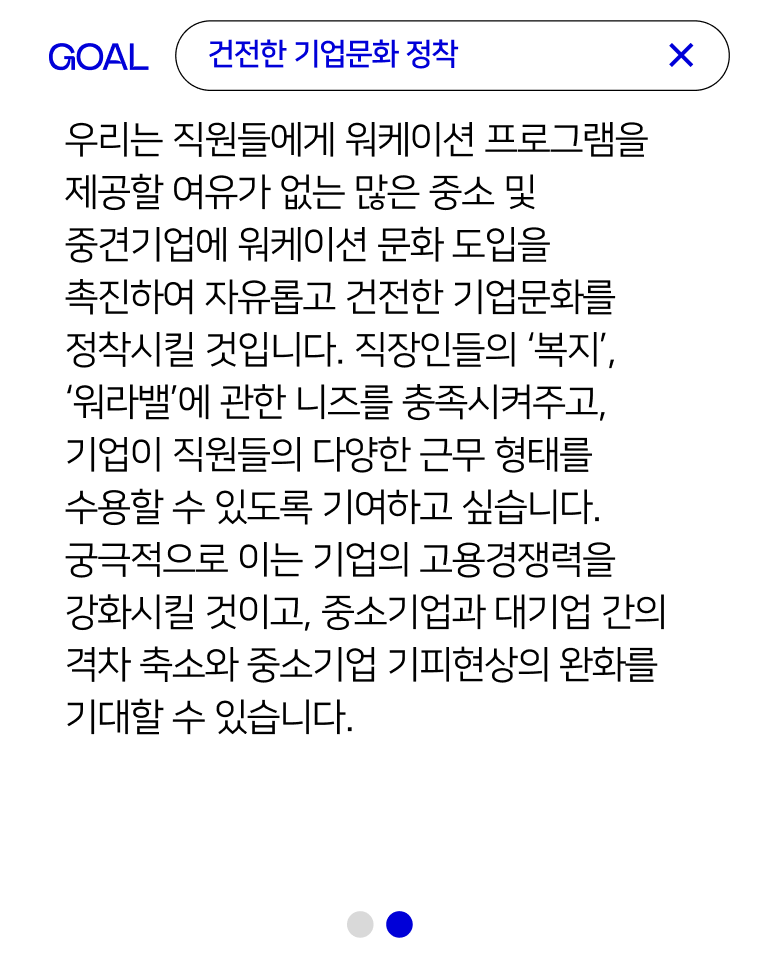 GOAL 건전한 기업문화 정착
우리는 직원들에게 워케이션 프로그램을
제공할 여유가 없는 많은 중소 및
중견기업에 워케이션 문화 도입을
촉진하여 자유롭고 건전한 기업문화를
정착시킬 것입니다. 직장인들의 ‘복지’,
‘워라밸’에 관한 니즈를 충족시켜주고,
기업이 직원들의 다양한 근무 형태를
수용할 수 있도록 기여하고 싶습니다.
궁극적으로 이는 기업의 고용경쟁력을
강화시킬 것이고, 중소기업과 대기업 간의
격차 축소와 중소기업 기피현상의 완화를
기대할 수 있습니다.